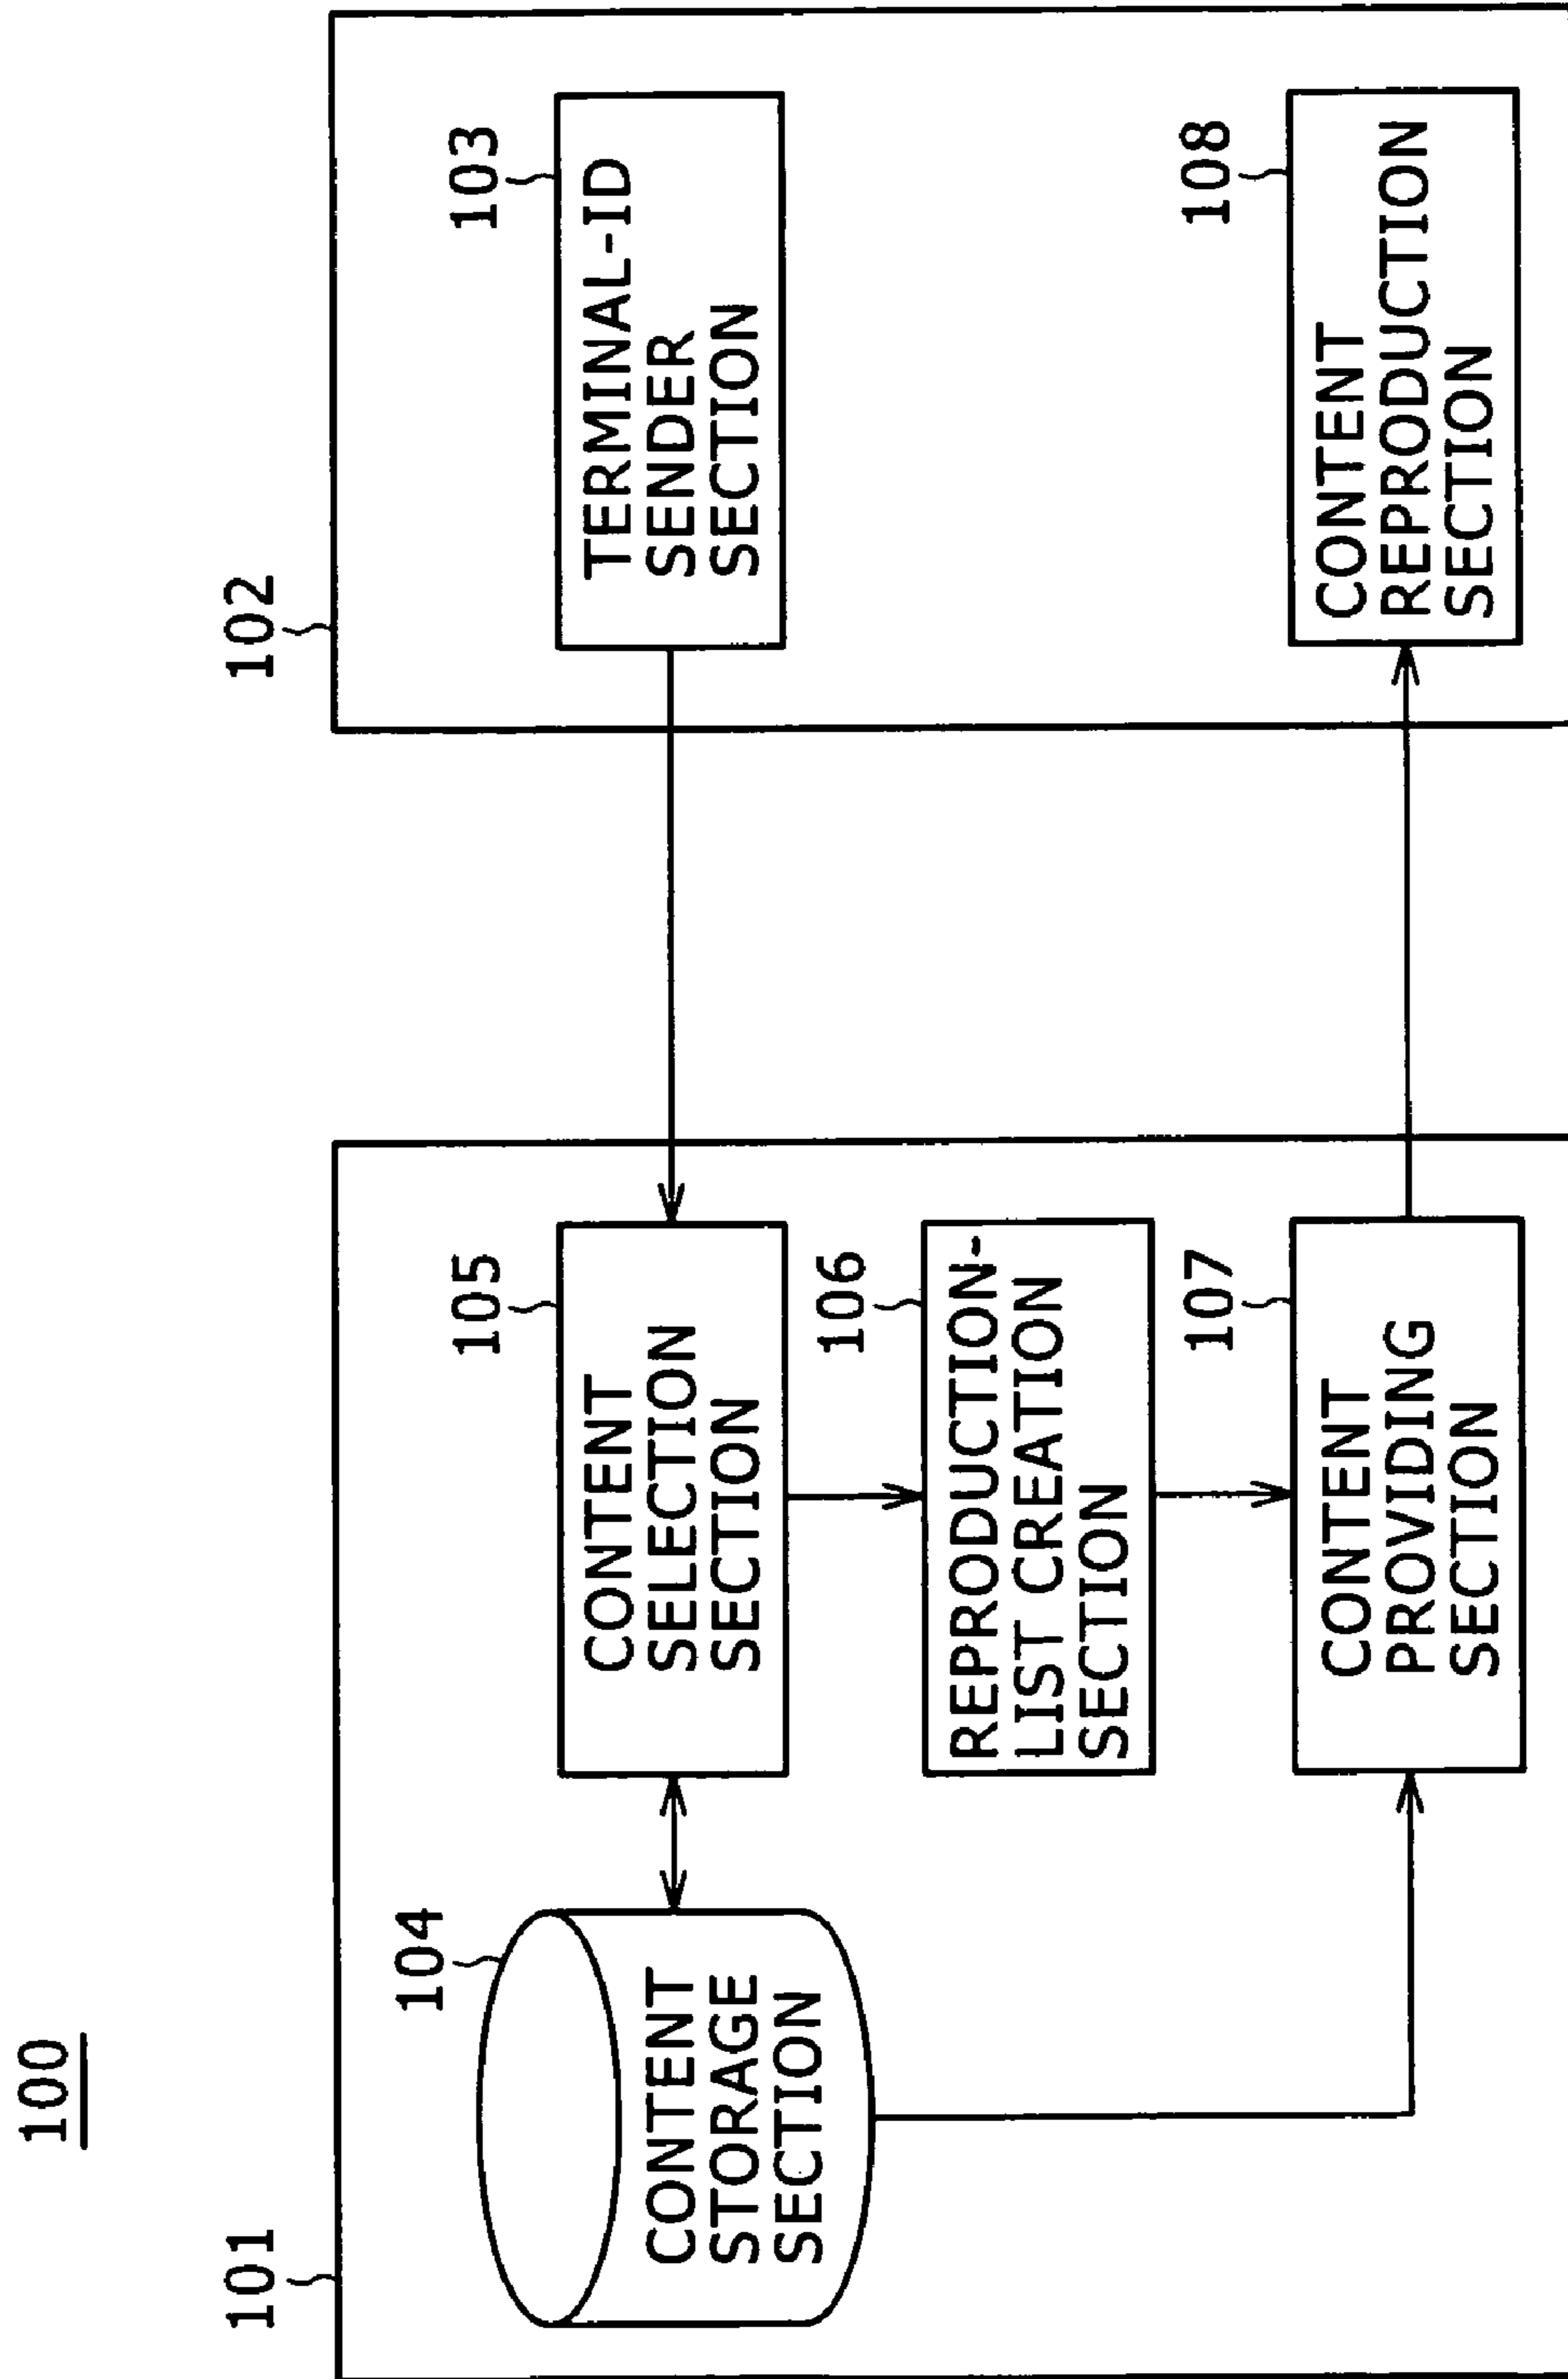 100
101
102
104
CONTENT
STORAGE
SECTION
105
CONTENT
SELECTION
SECTION
106
REPRODUCTION-
LIST CREATION
SECTION
107
CONTENT
PROVIDING
SECTION
103
TERMINAL-ID
SENDER
SECTION
108
CONTENT
REPRODUCTION
SECTION